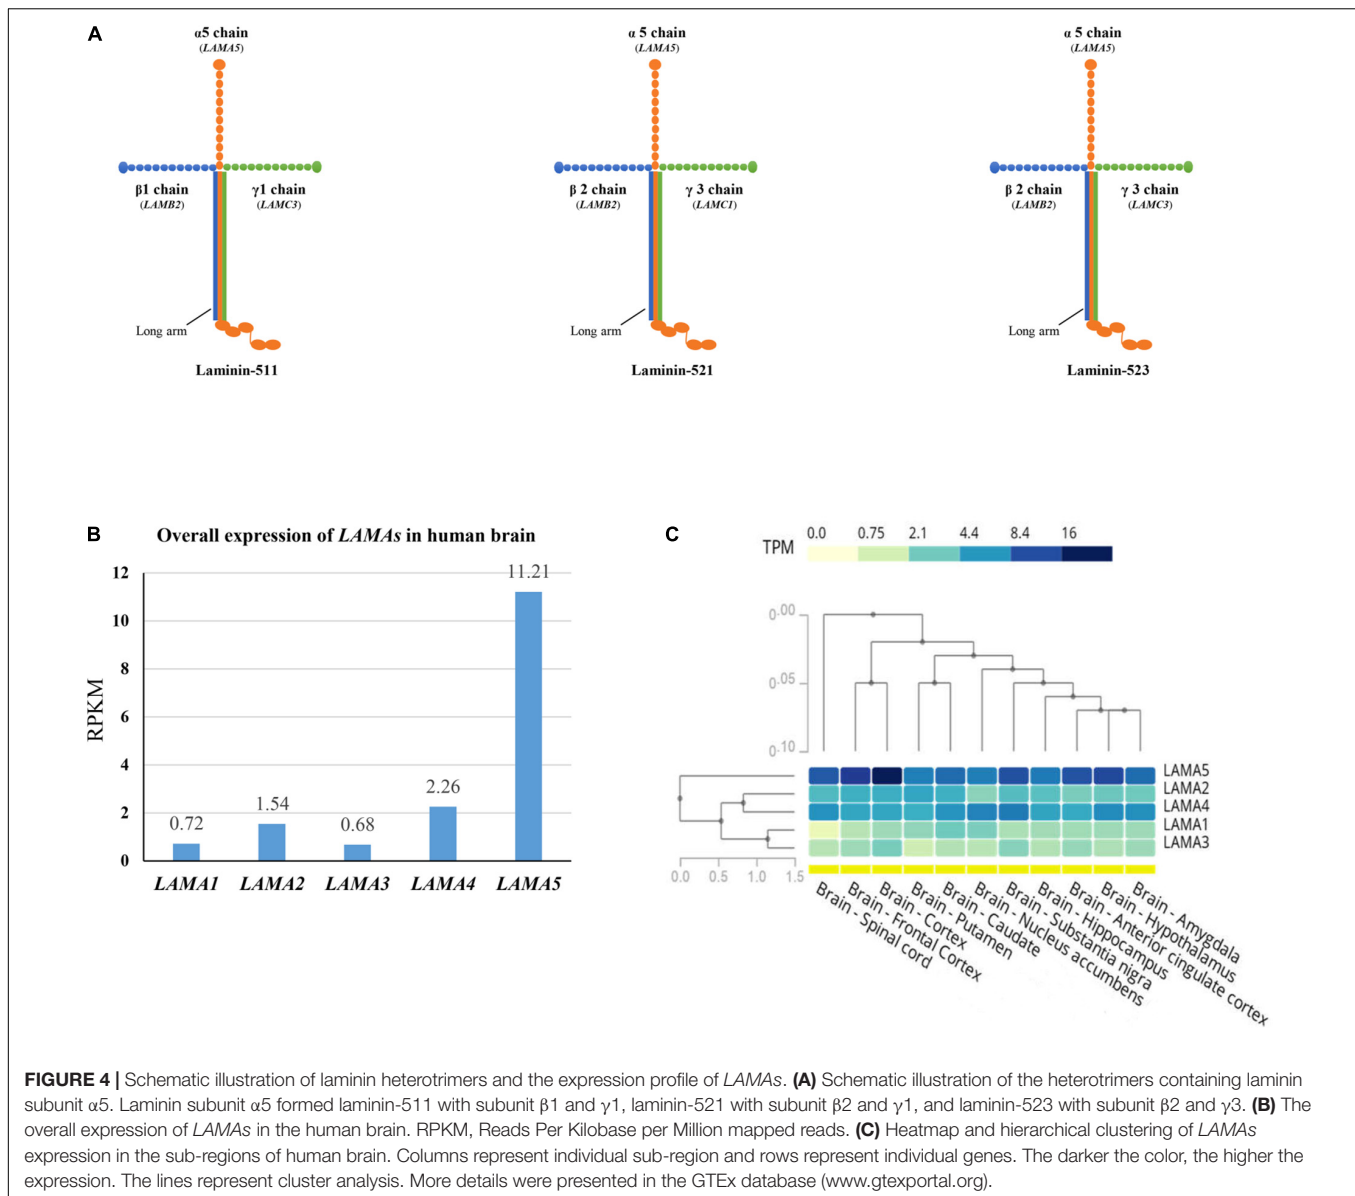 A
α5 chain
(LAMA5)
β1 chain
(LAMB2)
γ1 chain
(LAMC3)
Long arm
Laminin-511
α 5 chain
(LAMA5)
β 2 chain
(LAMB2)
γ 3 chain
(LAMC1)
Long arm
Laminin-521
α 5 chain
(LAMA5)
β 2 chain
(LAMB2)
γ 3 chain
(LAMC3)
Long arm
Laminin-523
B
Overall expression of LAMAs in human brain
RPKM
12
10
8
6
4
2
0
0.72
1.54
0.68
2.26
11.21
LAMA1 LAMA2 LAMA3 LAMA4 LAMA5
C
TPM
0.0 0.75 2.1 4.4 8.4 16
0.00
0.05
0.10
LAMA5
LAMA2
LAMA4
LAMA1
LAMA3
0.0 0.5 1.0 1.5
Brain - Spinal cord
Brain - Frontal Cortex
Brain - Cortex
Brain - Putamen
Brain - Caudate
Brain - Nucleus accumbens
Brain - Substantia nigra
Brain - Hippocampus
Brain - Anterior cingulate cortex
Brain - Hypothalamus
Brain - Amygdala
FIGURE 4 | Schematic illustration of laminin heterotrimers and the expression profile of LAMAs. (A) Schematic illustration of the heterotrimers containing laminin
subunit α5. Laminin subunit α5 formed laminin-511 with subunit β1 and γ1, laminin-521 with subunit β2 and γ1, and laminin-523 with subunit β2 and γ3. (B) The
overall expression of LAMAs in the human brain. RPKM, Reads Per Kilobase per Million mapped reads. (C) Heatmap and hierarchical clustering of LAMAs
expression in the sub-regions of human brain. Columns represent individual sub-region and rows represent individual genes. The darker the color, the higher the
expression. The lines represent cluster analysis. More details were presented in the GTEx database (www.gtexportal.org).